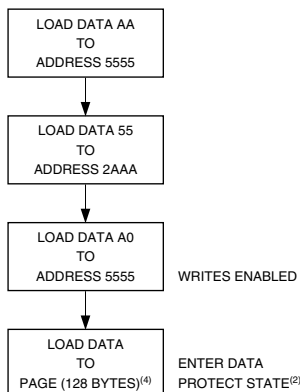 LOAD DATA AA
TO
ADDRESS 5555
LOAD DATA 55
TO
ADDRESS 2AAA
LOAD DATA A0
TO
ADDRESS 5555
WRITES ENABLED
LOAD DATA
TO
PAGE (128 BYTES)(4)
ENTER DATA
PROTECT STATE(2)